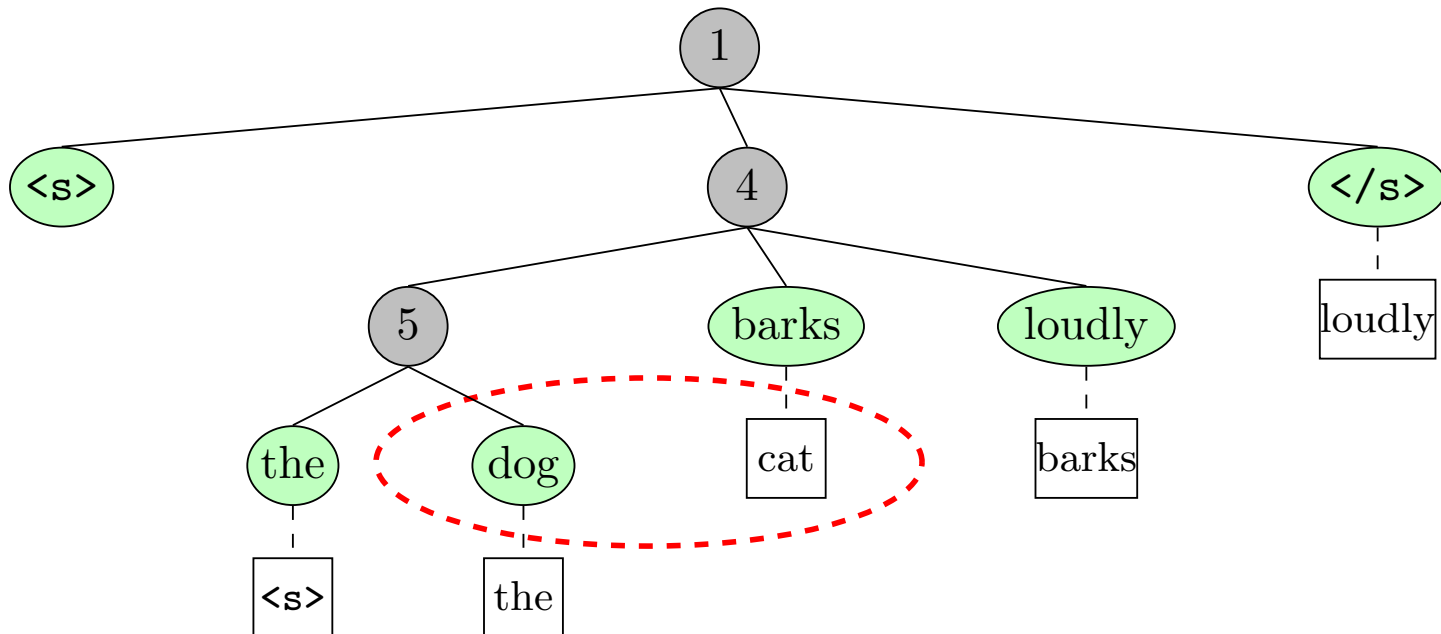 1
<s> 4 </s>
5 barks loudly loudly
the dog cat barks
<s> the